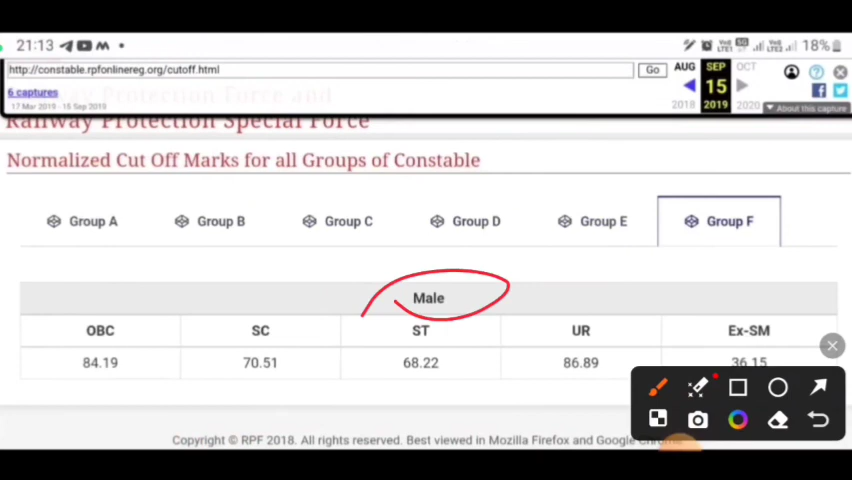 21:13
18%
http://constable.rpfonlinereg.org/cutoff.html Go AUG SEP OCT
6 captures 15
17 Mar 2019 - 15 Sep 2019 2018 2019 2020 About this capture
Railway Protection Force and
Railway Protection Special Force
Normalized Cut Off Marks for all Groups of Constable
Group A Group B Group C Group D Group E Group F
Male
OBC SC ST UR Ex-SM
84.19 70.51 68.22 86.89 36.15
Copyright © RPF 2018. All rights reserved. Best viewed in Mozilla Firefox and Google Chrome